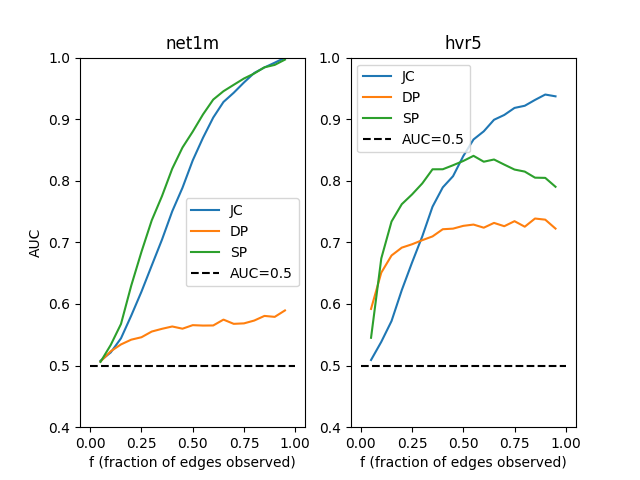 net1m
AUC
1.0
0.9
0.8
0.7
0.6
0.5
0.4
JC
DP
SP
AUC=0.5
0.00 0.25 0.50 0.75 1.00
f (fraction of edges observed)
hvr5
1.0
0.9
0.8
0.7
0.6
0.5
0.4
JC
DP
SP
AUC=0.5
0.00 0.25 0.50 0.75 1.00
f (fraction of edges observed)